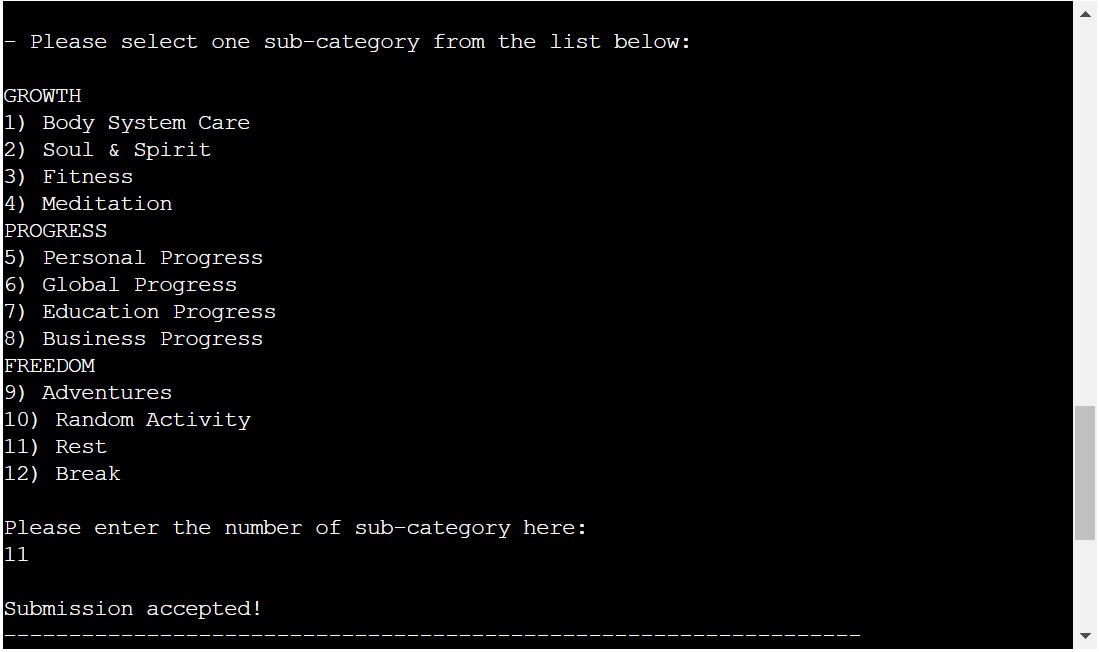 - Please select one sub-category from the list below:
GROWTH
1) Body System Care
2) Soul & Spirit
3) Fitness
4) Meditation
PROGRESS
5) Personal Progress
6) Global Progress
7) Education Progress
8) Business Progress
FREEDOM
9) Adventures
10) Random Activity
11) Rest
12) Break
Please enter the number of sub-category here:
11
Submission accepted!
------------------------------------------------------------------